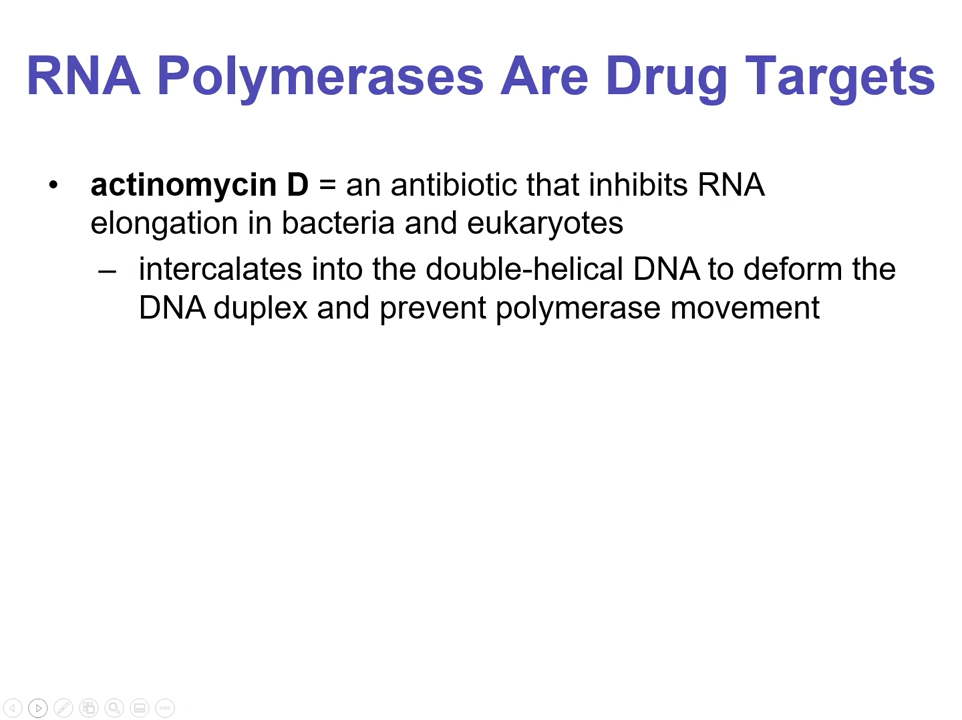 RNA Polymerases Are Drug Targets
• actinomycin D = an antibiotic that inhibits RNA
elongation in bacteria and eukaryotes
– intercalates into the double-helical DNA to deform the
DNA duplex and prevent polymerase movement